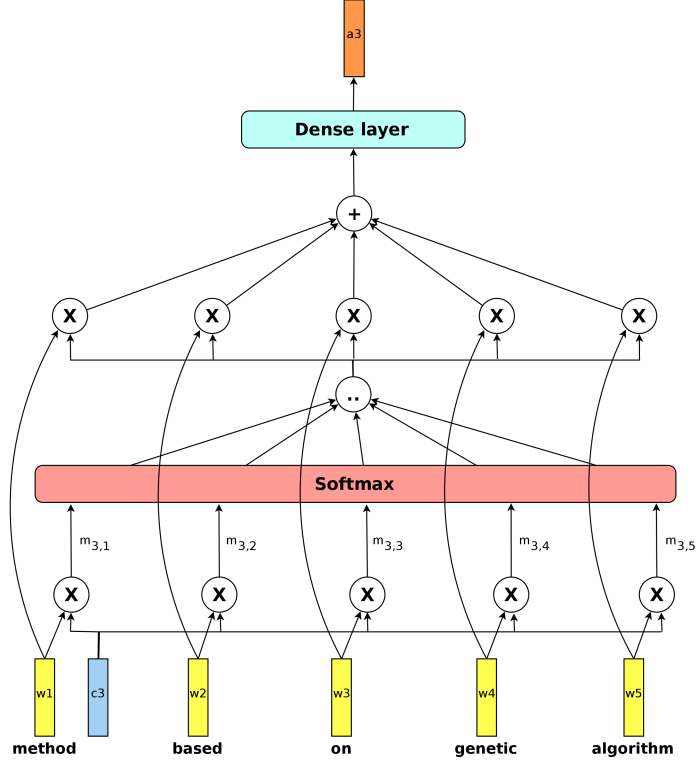 a3
Dense layer
+
X X X X X
..
Softmax
m3,1 m3,2 m3,3 m3,4 m3,5
X X X X X
w1 c3 w2 w3 w4 w5
method based on genetic algorithm